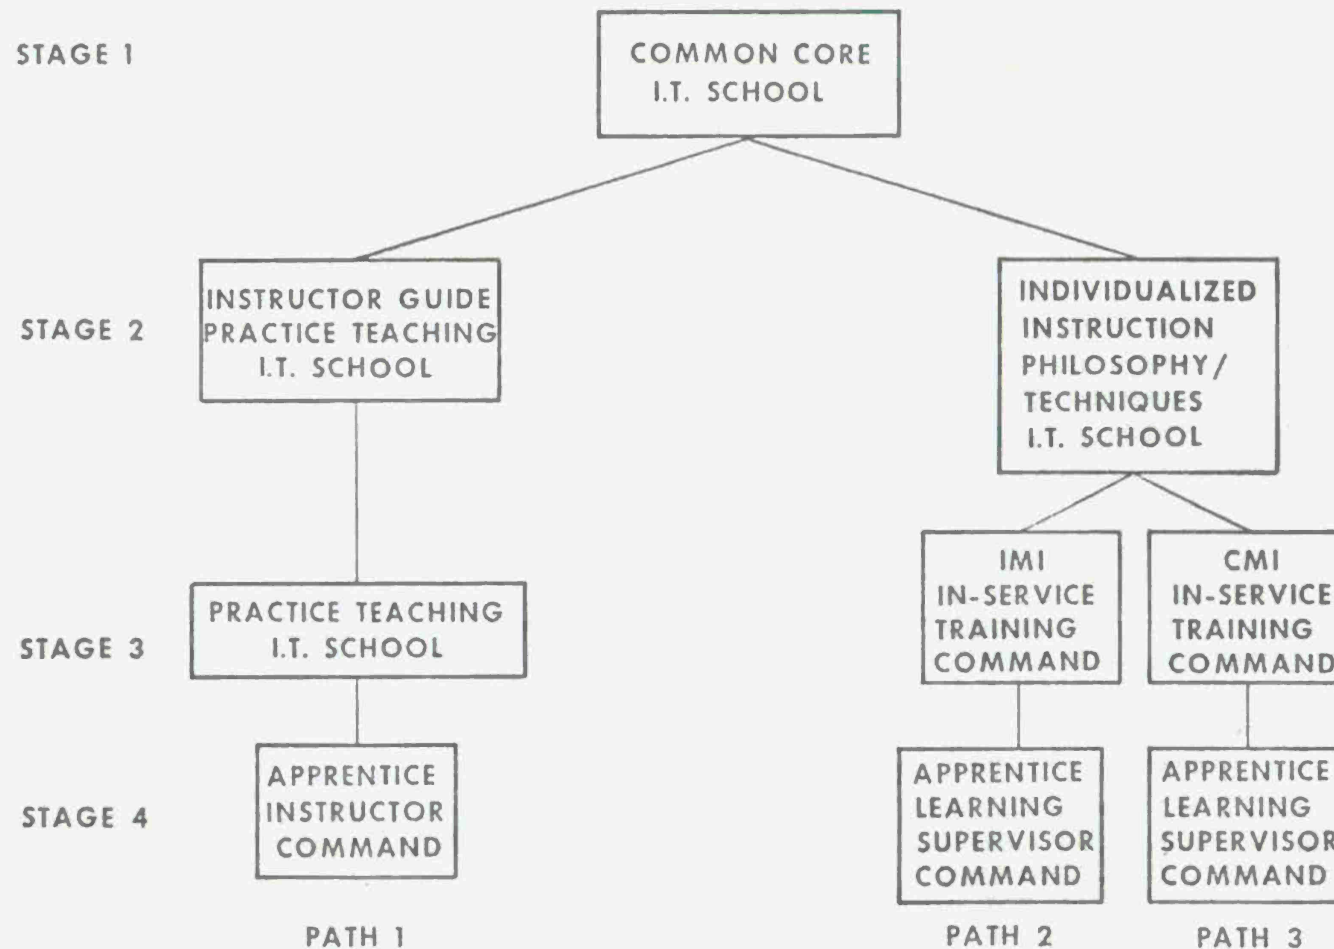 STAGE 1
COMMON CORE
I.T. SCHOOL
STAGE 2
INSTRUCTOR GUIDE
PRACTICE TEACHING
I.T. SCHOOL
INDIVIDUALIZED
INSTRUCTION
PHILOSOPHY/
TECHNIQUES
I.T. SCHOOL
STAGE 3
PRACTICE TEACHING
I.T. SCHOOL
IMI
IN-SERVICE
TRAINING
COMMAND
CMI
IN-SERVICE
TRAINING
COMMAND
STAGE 4
APPRENTICE
INSTRUCTOR
COMMAND
APPRENTICE
LEARNING
SUPERVISOR
COMMAND
APPRENTICE
LEARNING
SUPERVISOR
COMMAND
PATH 1
PATH 2
PATH 3